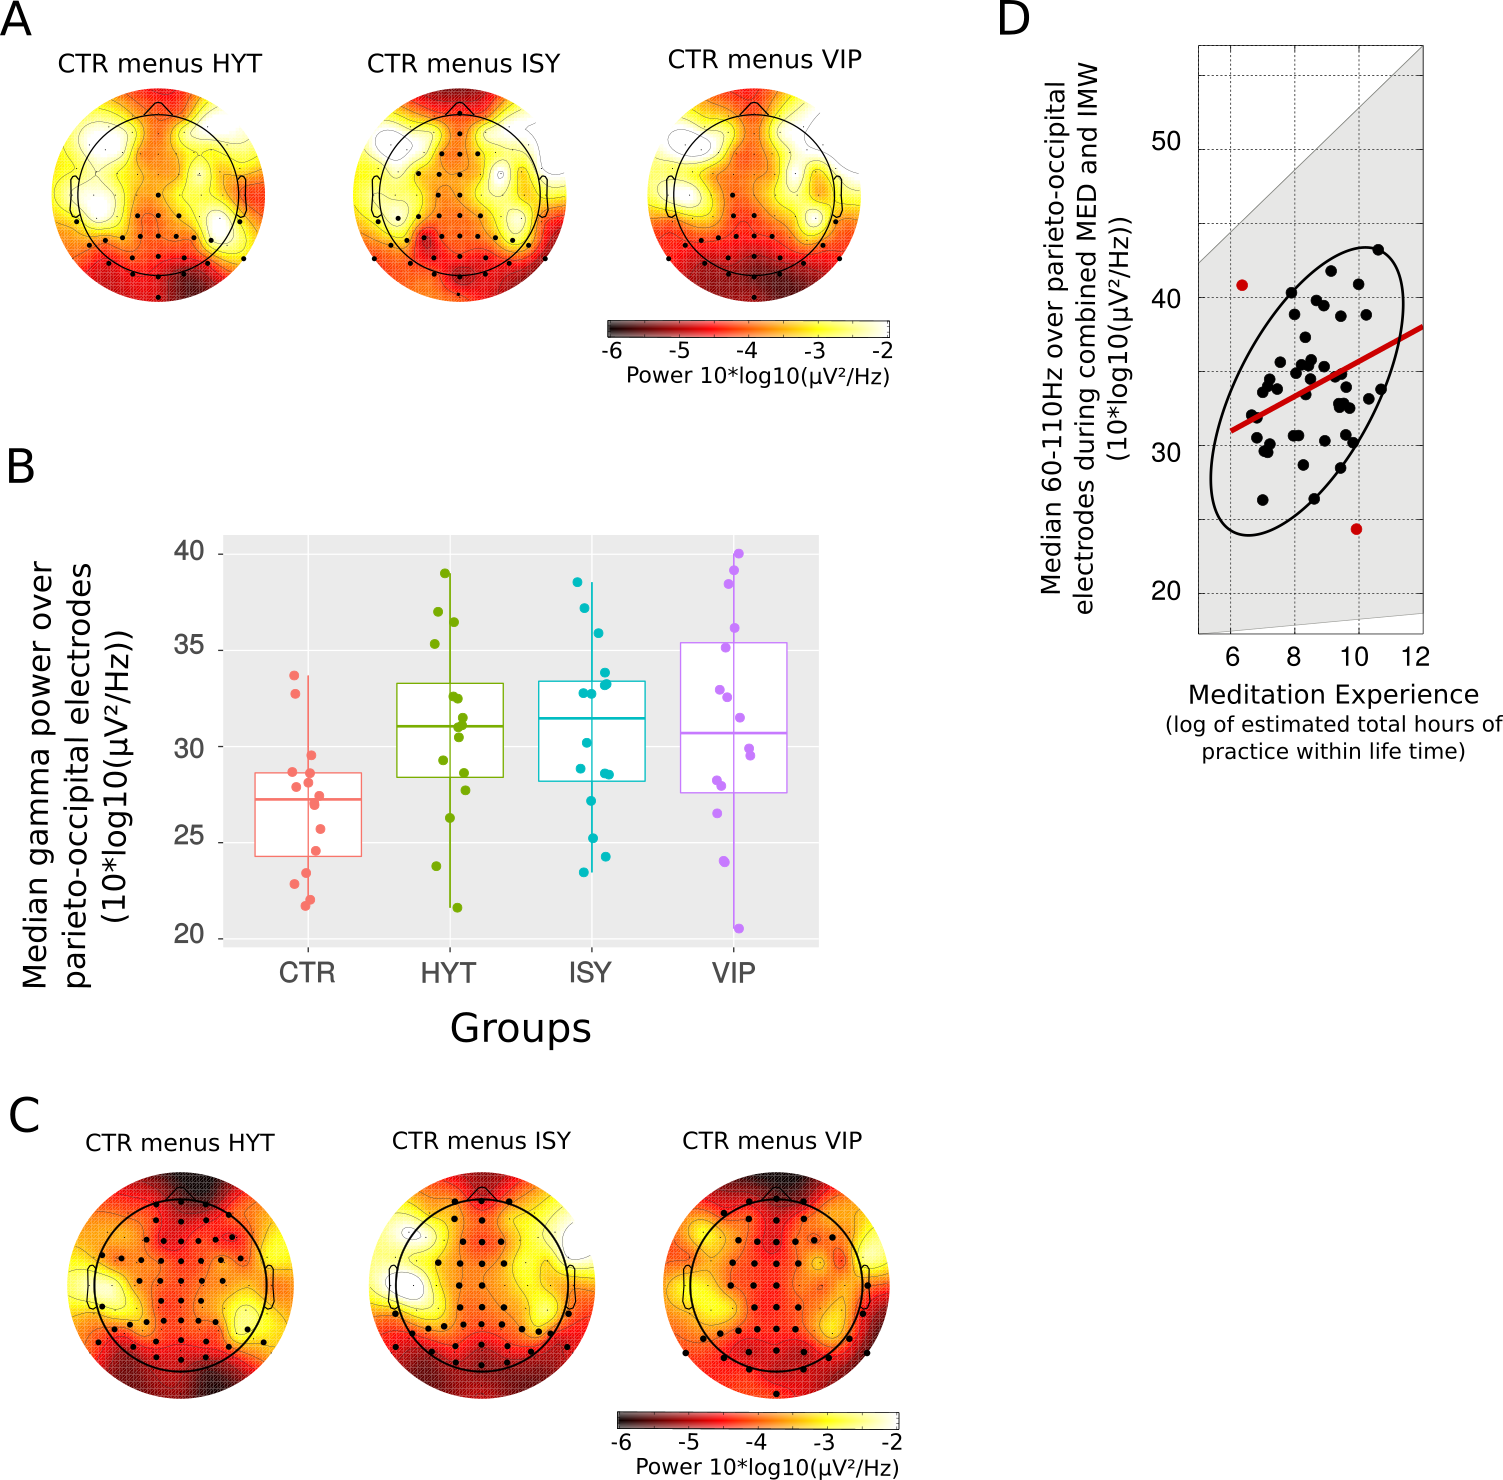 A
CTR menus HYT
CTR menus ISY
CTR menus VIP
-6 -5 -4 -3 -2
Power 10*log10(µV²/Hz)
B
Median gamma power over
parieto-occipital electrodes
(10*log10(µV²/Hz))
40
35
30
25
20
CTR
HYT
ISY
VIP
Groups
C
CTR menus HYT
CTR menus ISY
CTR menus VIP
-6 -5 -4 -3 -2
Power 10*log10(µV²/Hz)
D
Median 60-110Hz over parieto-occipital
electrodes during combined MED and IMW
(10*log10(µV²/Hz))
50
40
30
20
6 8 10 12
Meditation Experience
(log of estimated total hours of
practice within life time)